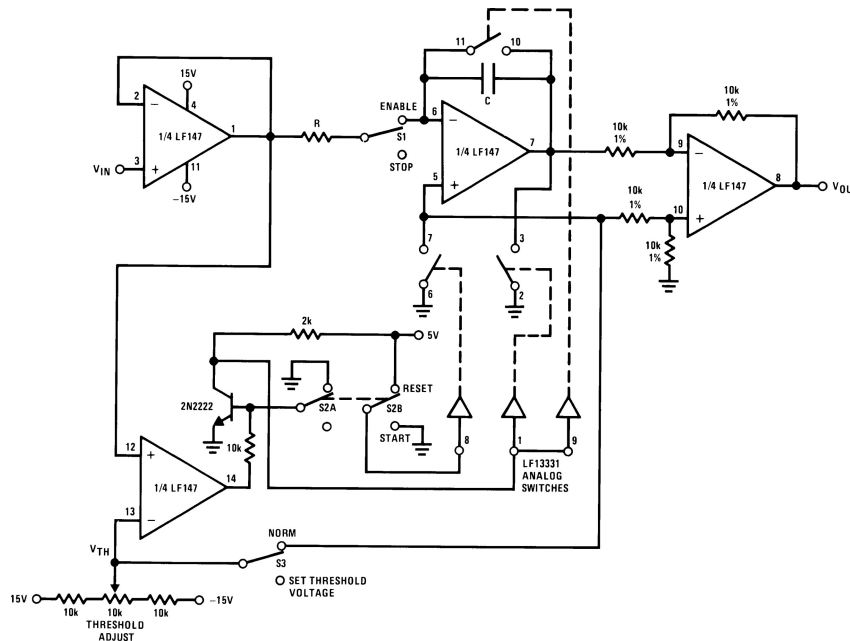 11
10
15V
2
−
4
1/4 LF147
1
VIN
3
+
11
−15V
R
ENABLE
S1
STOP
C
6
−
1/4 LF147
7
5
+
10k
1%
10k
1%
9
−
1/4 LF147
8
VOU
10k
1%
10
+
10k
1%
7
6
3
2
2k
5V
2N2222
S2A
RESET
S2B
START
10k
8
1
9
LF13331
ANALOG
SWITCHES
12
+
1/4 LF147
14
13
−
VTH
NORM
S3
SET THRESHOLD
VOLTAGE
15V
−15V
10k
10k
10k
THRESHOLD
ADJUST